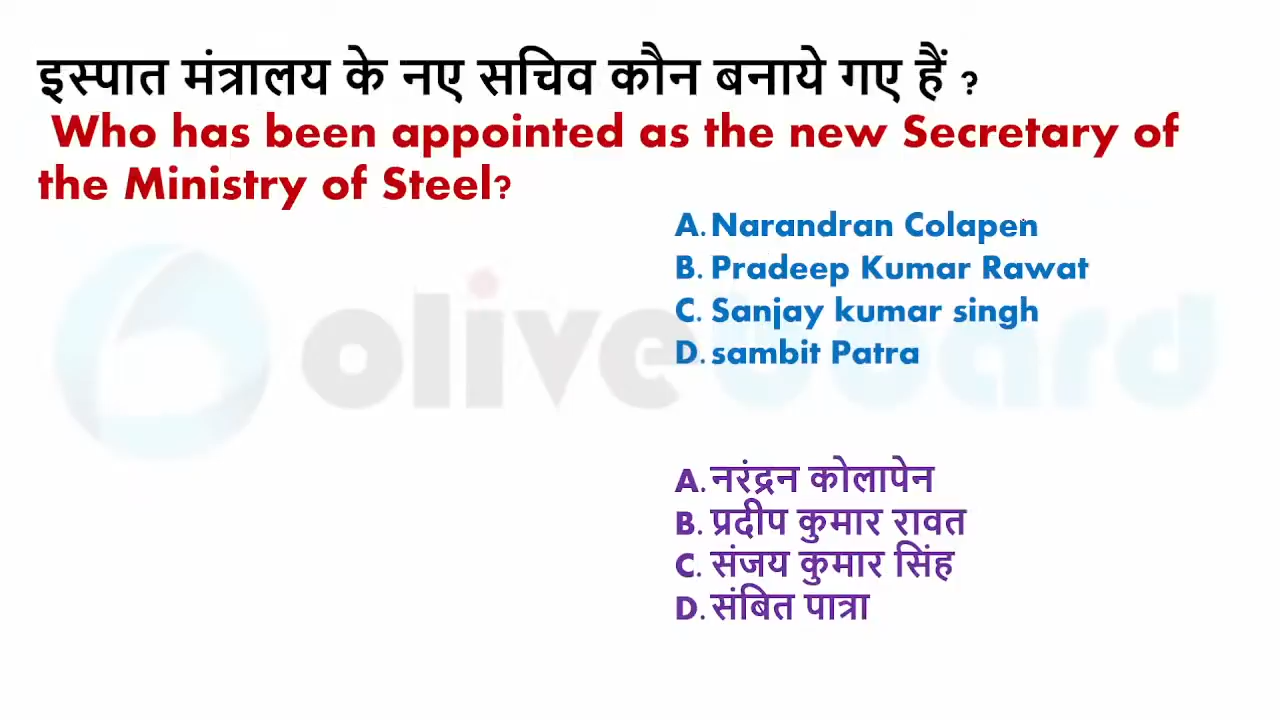 इस्पात मंत्रालय के नए सचिव कौन बनाये गए हैं ?
Who has been appointed as the new Secretary of
the Ministry of Steel?
A. Narandran Colapen
B. Pradeep Kumar Rawat
C. Sanjay kumar singh
D. sambit Patra
oliveboard
A. नरंद्रन कोलापेन
B. प्रदीप कुमार रावत
C. संजय कुमार सिंह
D. संबित पात्रा